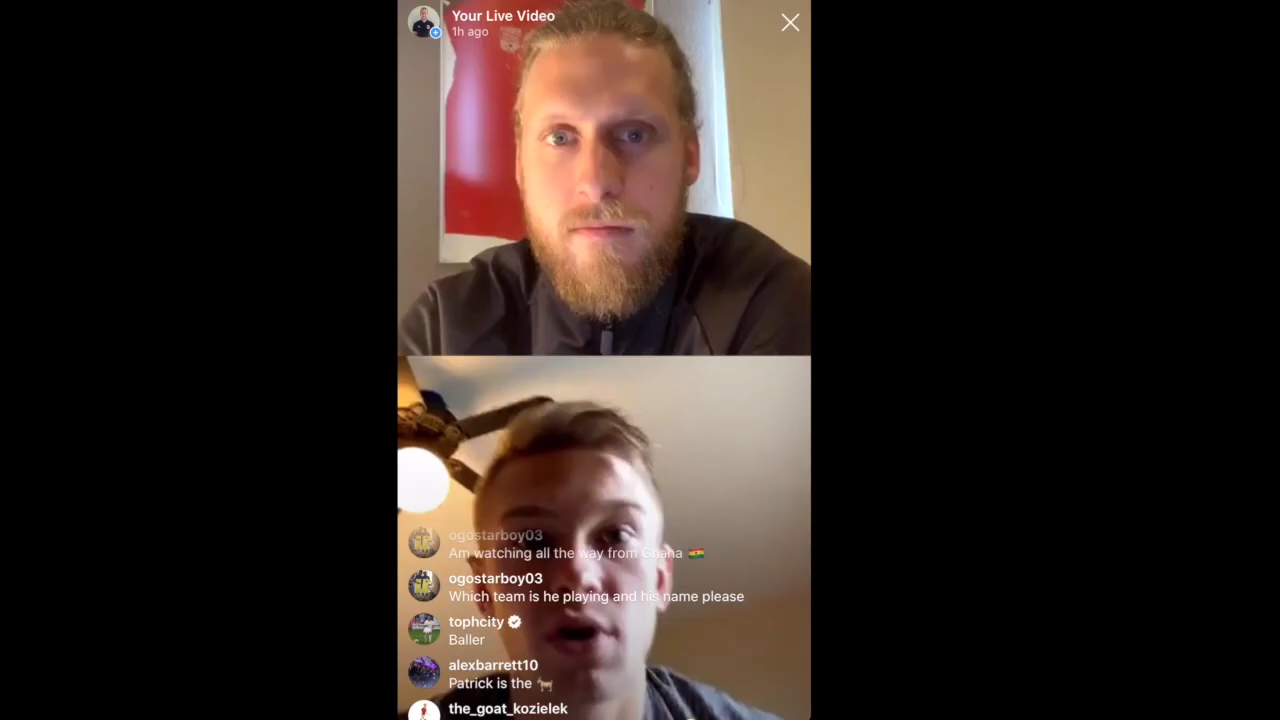 Your Live Video
1h ago
ogostarboy03
Am watching all the way from Ghana 🇬🇭
ogostarboy03
Which team is he playing and his name please
tophcity
Baller
alexbarrett10
Patrick is the 🐐
the_goat_kozielek